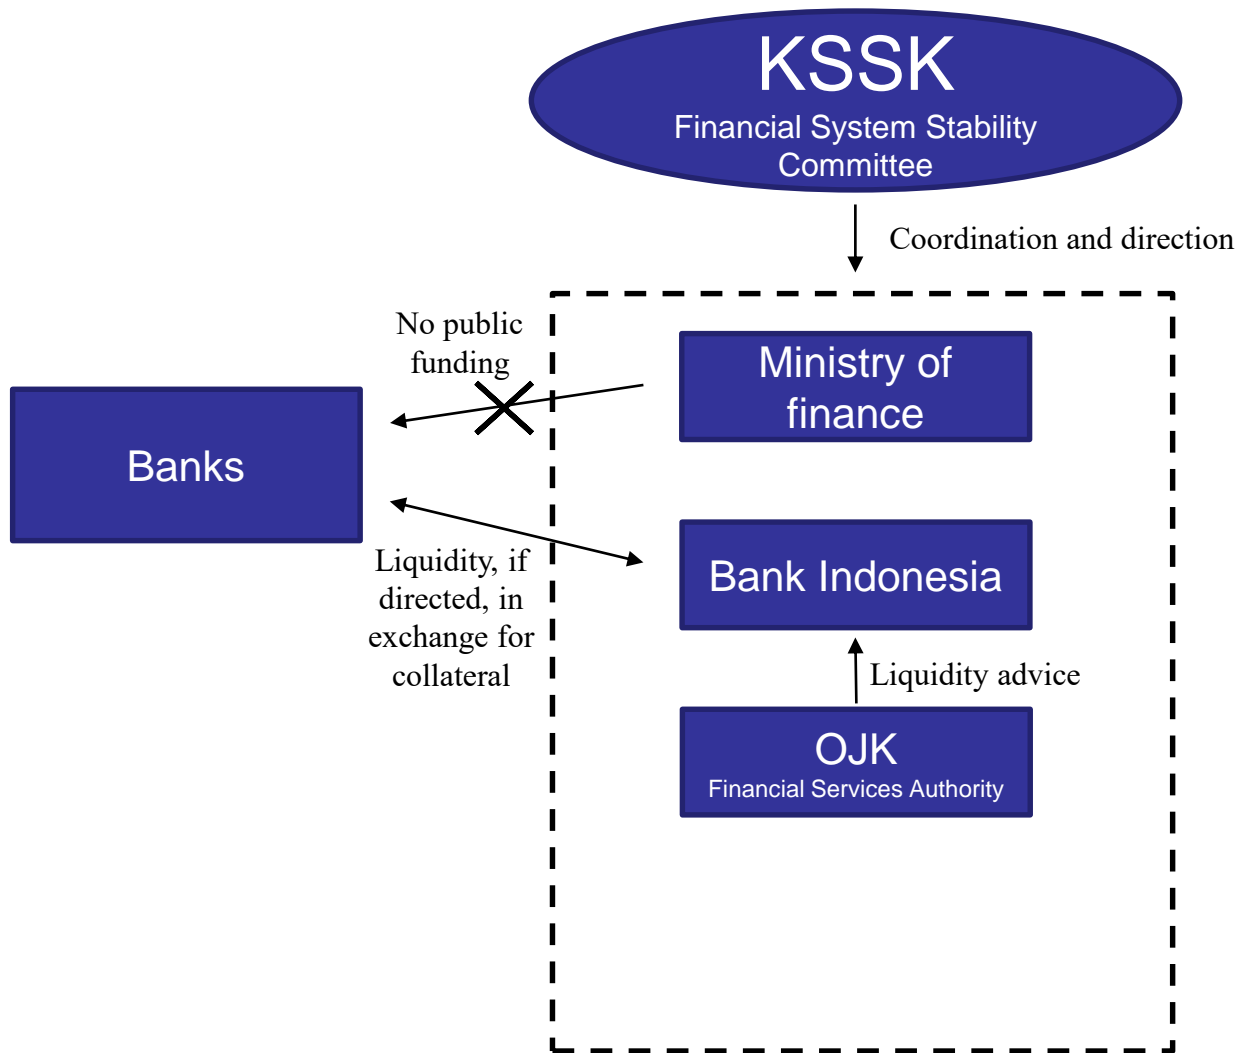 KSSK
Financial System Stability
Committee
Coordination and direction
No public
funding
Ministry of
finance
Banks
Liquidity, if
directed, in
exchange for
collateral
Bank Indonesia
Liquidity advice
OJK
Financial Services Authority